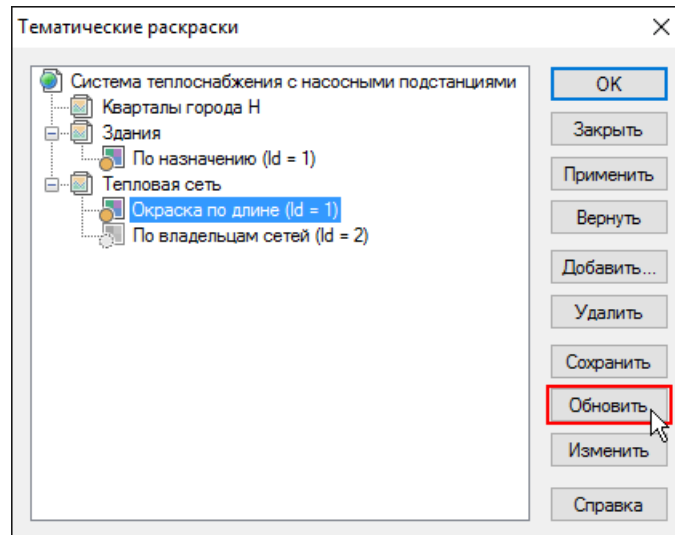 Тематические раскраски
Система теплоснабжения с насосными подстанциями
Кварталы города Н
Здания
По назначению (Id = 1)
Тепловая сеть
Окраска по длине (Id = 1)
По владельцам сетей (Id = 2)
OK
Закрыть
Применить
Вернуть
Добавить...
Удалить
Сохранить
Обновить
Изменить
Справка